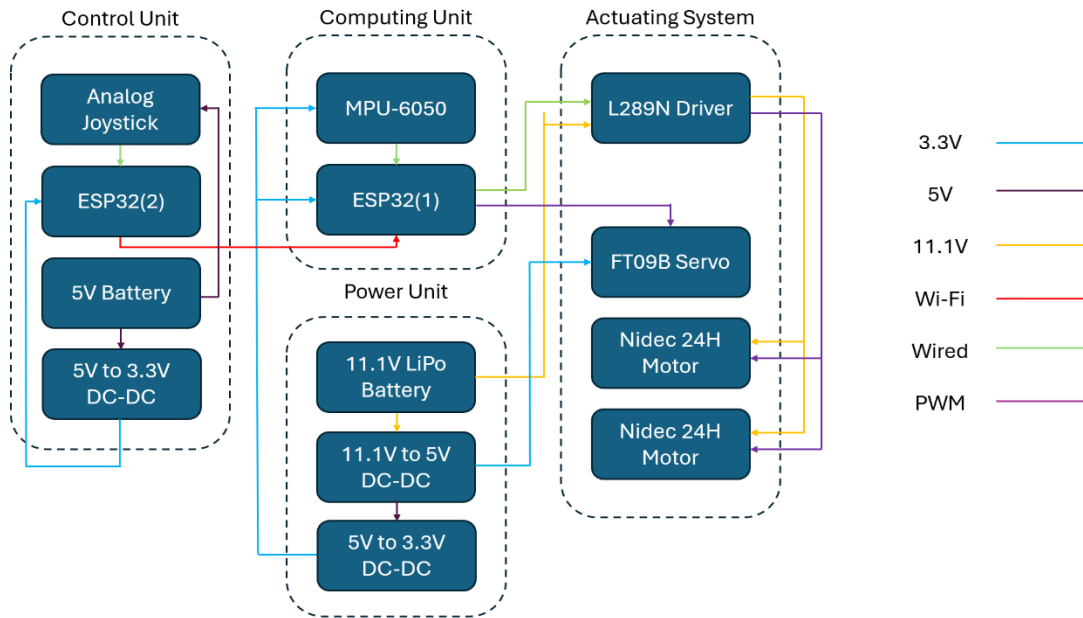 Control Unit
Analog
Joystick
ESP32(2)
5V Battery
5V to 3.3V
DC-DC
Computing Unit
MPU-6050
ESP32(1)
Power Unit
11.1V LiPo
Battery
11.1V to 5V
DC-DC
5V to 3.3V
DC-DC
Actuating System
L289N Driver
FT09B Servo
Nidec 24H
Motor
Nidec 24H
Motor
3.3V
5V
11.1V
Wi-Fi
Wired
PWM